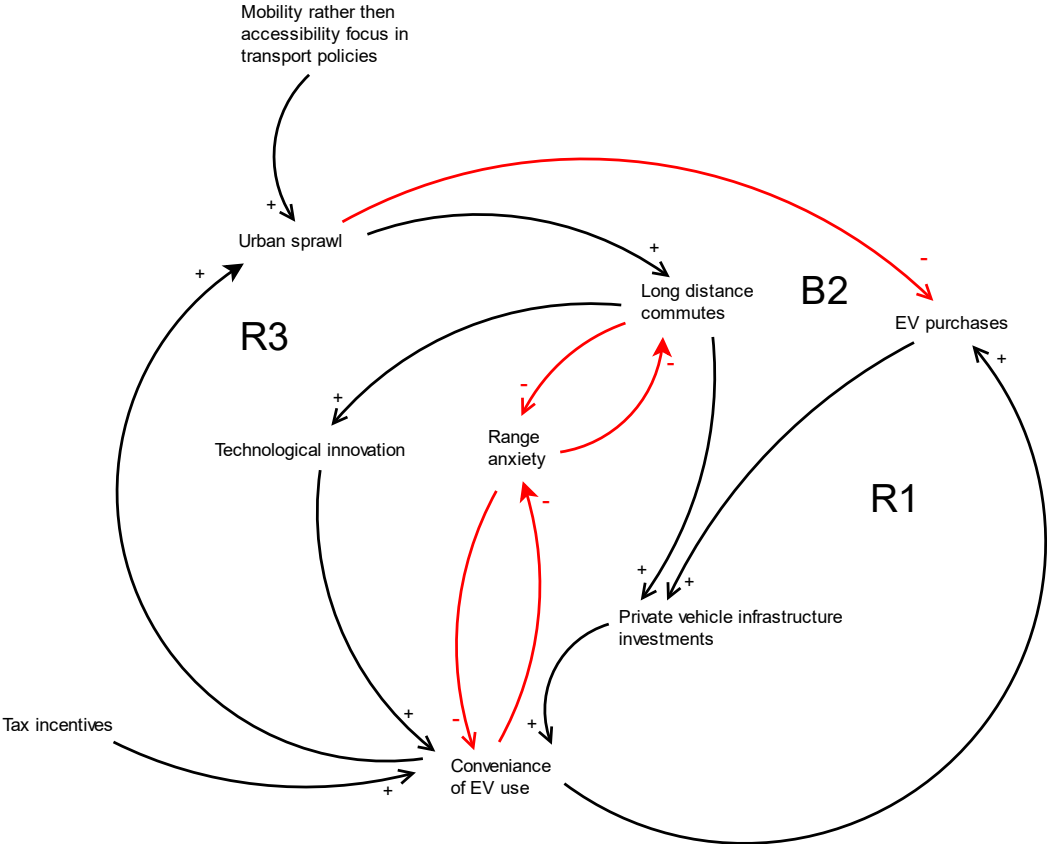 Mobility rather then
accessibility focus in
transport policies
+
Urban sprawl
+
+
-
Long distance
commutes
B2
EV purchases
R3
+
-
-
+
Technological innovation
Range
anxiety
R1
-
+
+
Private vehicle infrastructure
investments
Tax incentives
+
-
+
Conveniance
of EV use
+